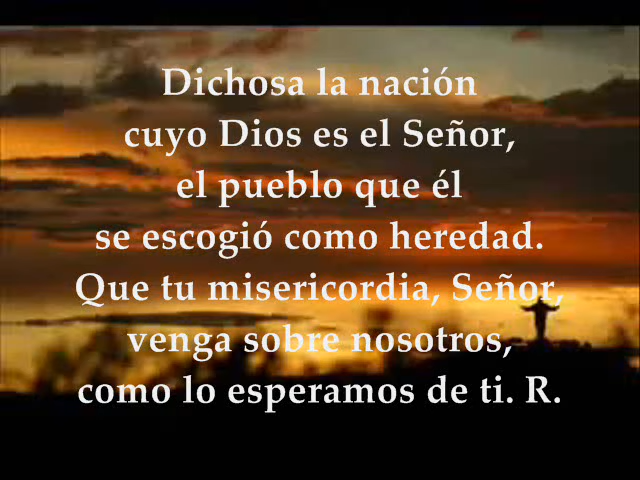 Dichosa la nación
cuyo Dios es el Señor,
el pueblo que él
se escogió como heredad.
Que tu misericordia, Señor,
venga sobre nosotros,
como lo esperamos de ti. R.